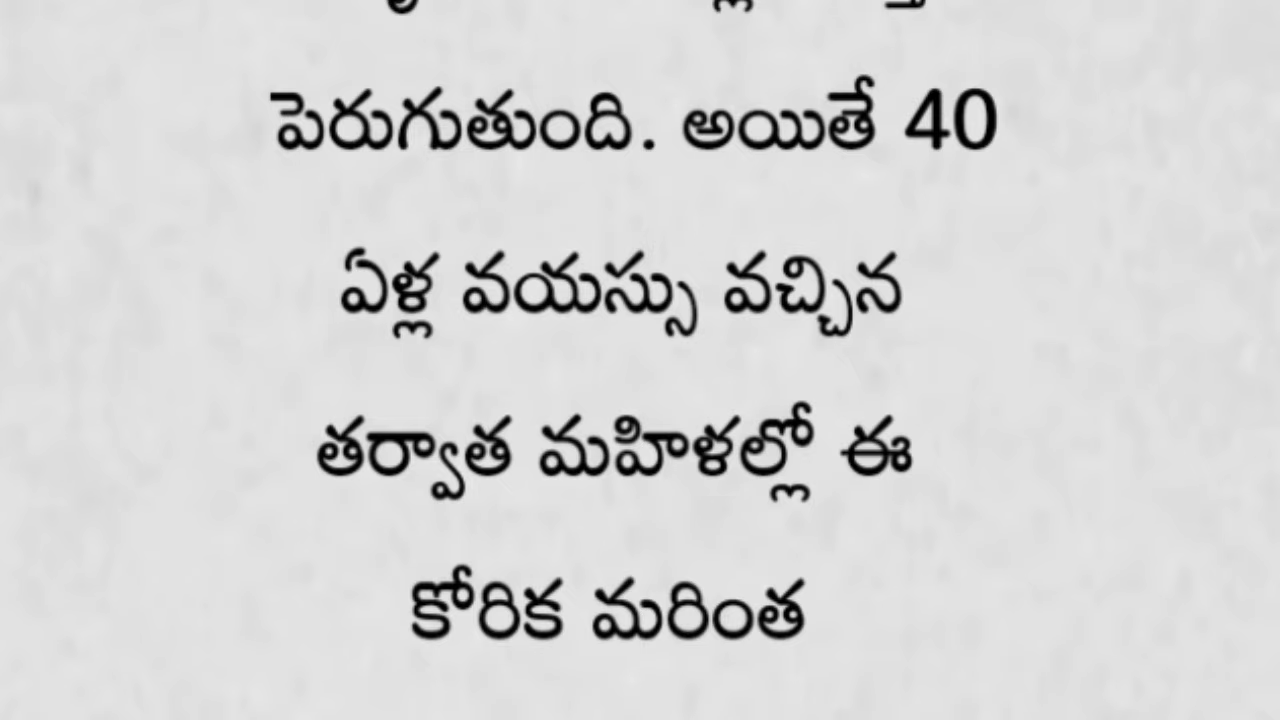 పెరుగుతుంది. అయితే 40
ఏళ్ల వయస్సు వచ్చిన
తర్వాత మహిళల్లో ఈ
కోరిక మరింత